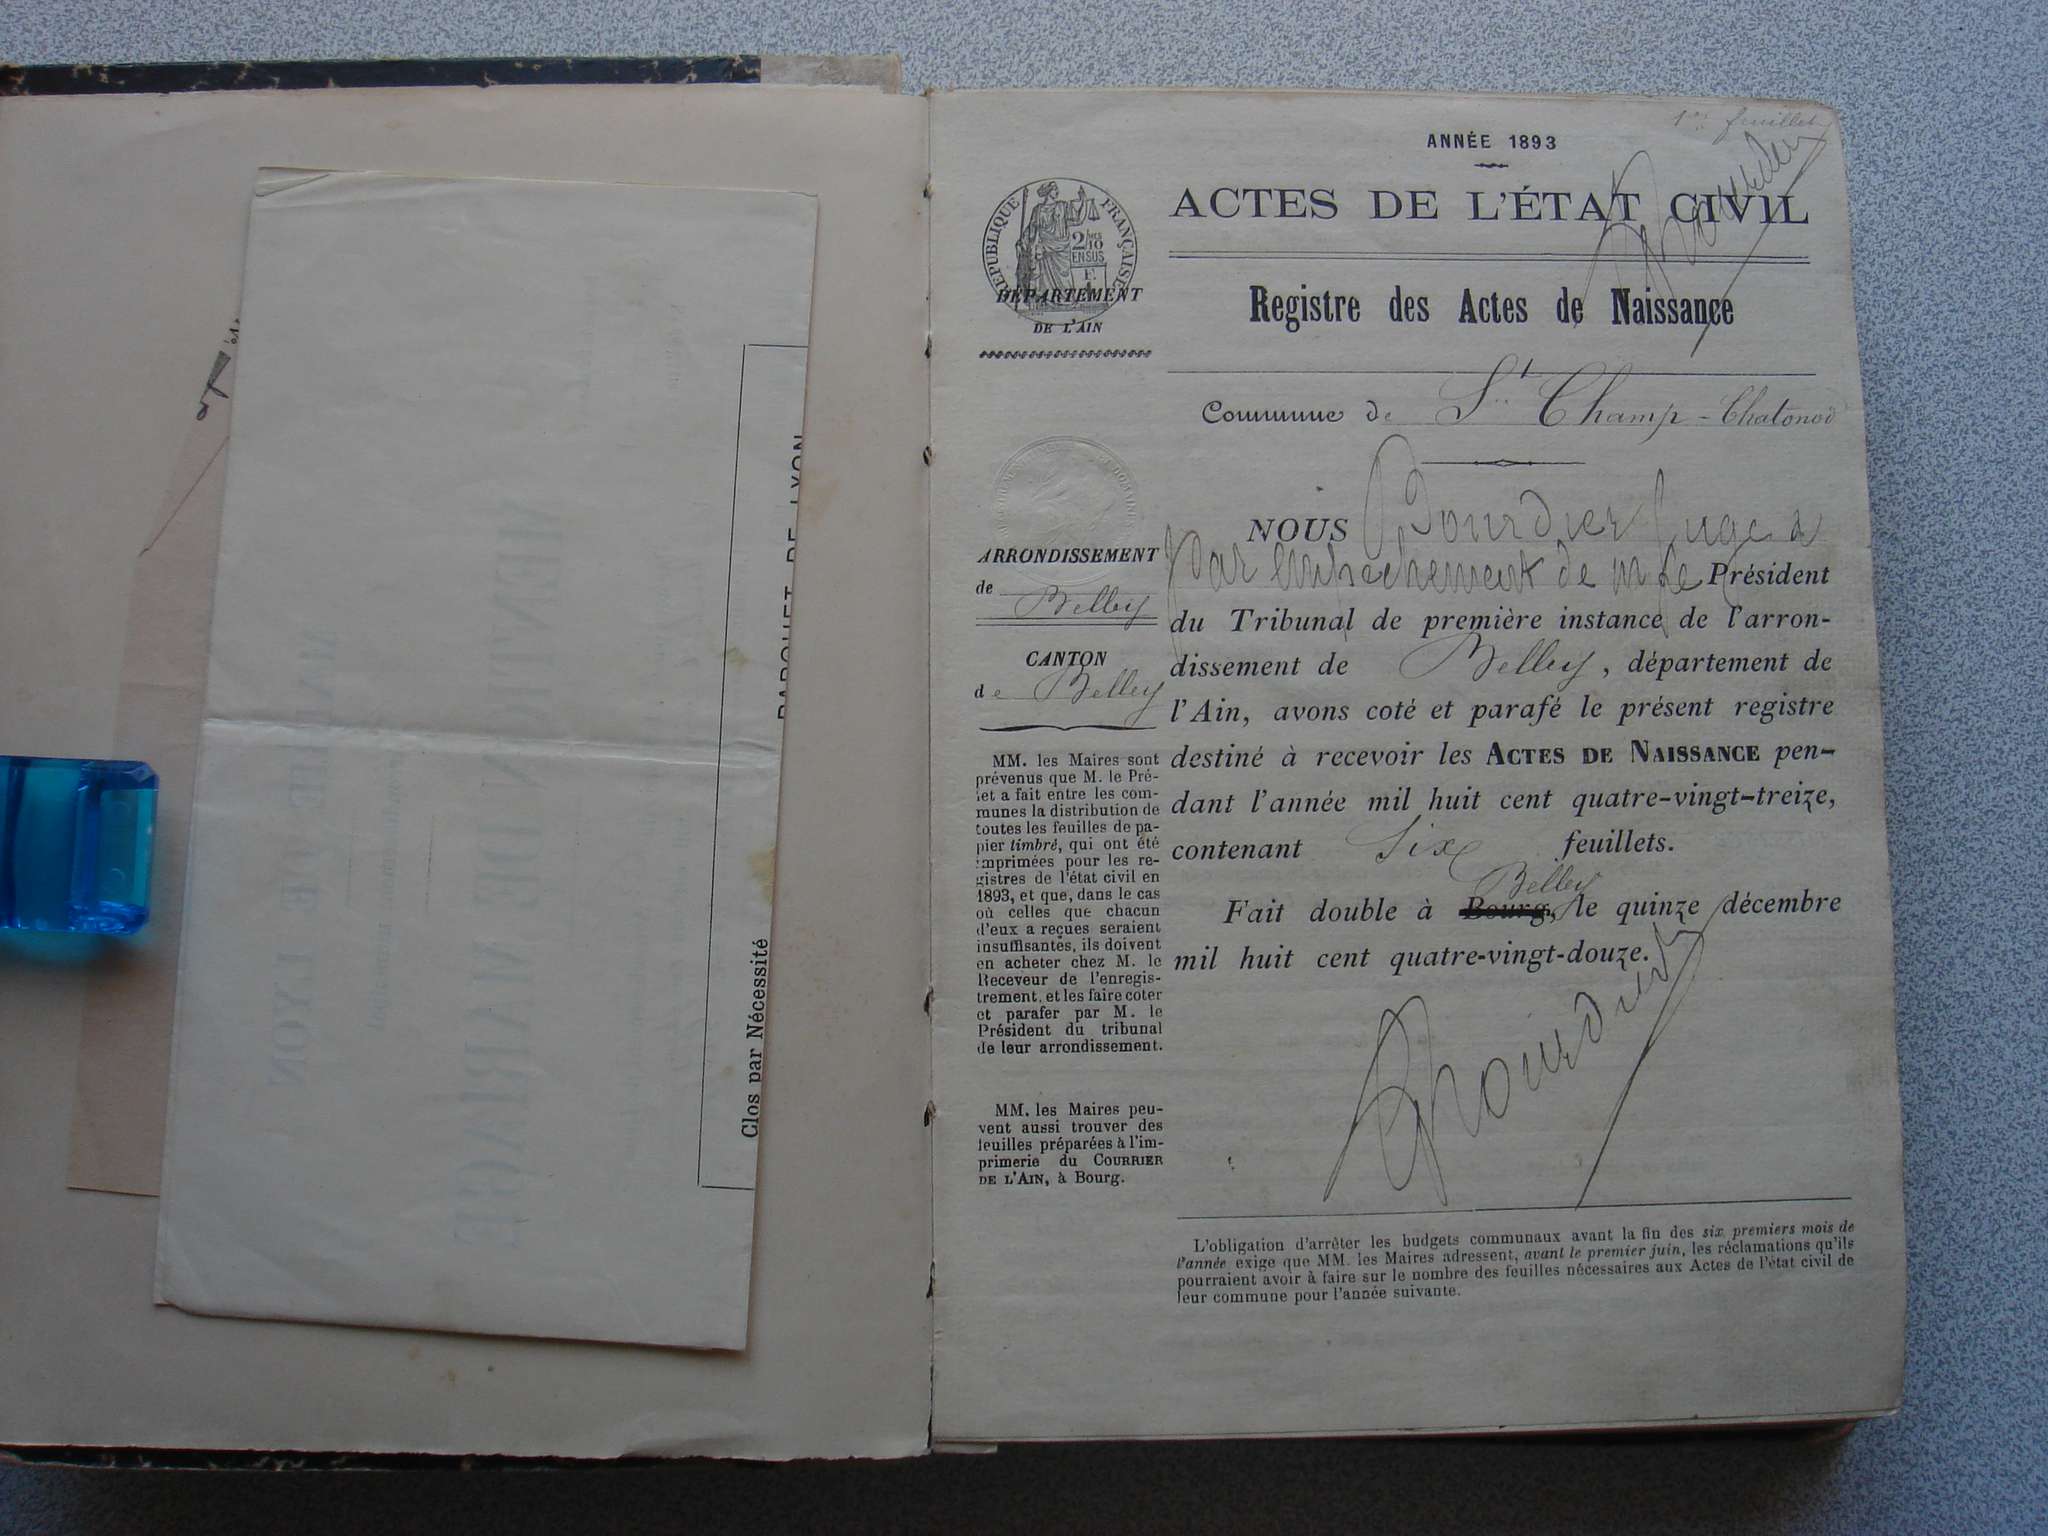 PARQUET DE LYON
Clos par Nécessité
1er feuillet
ANNÉE 1893
ACTES DE L'ÉTAT CIVIL
RÉPUBLIQUE FRANÇAISE
2 10
EN SUS
DÉPARTEMENT
DE L'AIN
Registre des Actes de Naissance
Commune de St Champ-Chatonod
ARRONDISSEMENT
de Belley
CANTON
de Belley
MM. les Maires sont
prévenus que M. le Pré-
fet a fait entre les com-
munes la distribution de
toutes les feuilles de pa-
pier timbré, qui ont été
imprimées pour les re-
gistres de l'état civil en
1893, et que, dans le cas
où celles que chacun
d'eux a reçues seraient
insuffisantes, ils doivent
en acheter chez M. le
Receveur de l'enregis-
trement, et les faire coter
et parafer par M. le
Président du tribunal
de leur arrondissement.
MM. les Maires peu-
vent aussi trouver des
feuilles préparées à l'im-
primerie du COURRIER
DE L'AIN, à Bourg.
NOUS Bourdier juge
par empêchement de M le Président
du Tribunal de première instance de l'arron-
dissement de Belley, département de
l'Ain, avons coté et parafé le présent registre
destiné à recevoir les ACTES DE NAISSANCE pen-
dant l'année mil huit cent quatre-vingt-treize,
contenant six feuillets.
Belley
Fait double à Bourg, le quinze décembre
mil huit cent quatre-vingt-douze.
Bourdier
L'obligation d'arrêter les budgets communaux avant la fin des six premiers mois de
l'année exige que MM. les Maires adressent, avant le premier juin, les réclamations qu'ils
pourraient avoir à faire sur le nombre des feuilles nécessaires aux Actes de l'état civil de
leur commune pour l'année suivante.